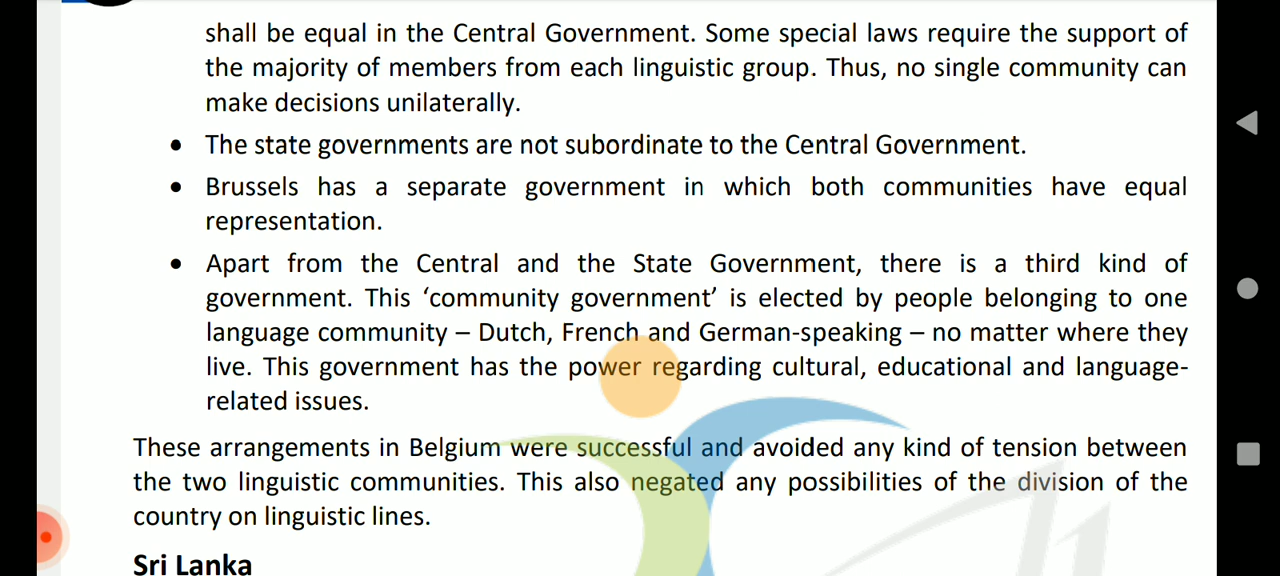 shall be equal in the Central Government. Some special laws require the support of
the majority of members from each linguistic group. Thus, no single community can
make decisions unilaterally.
• The state governments are not subordinate to the Central Government.
• Brussels has a separate government in which both communities have equal
representation.
• Apart from the Central and the State Government, there is a third kind of
government. This ‘community government’ is elected by people belonging to one
language community – Dutch, French and German-speaking – no matter where they
live. This government has the power regarding cultural, educational and language-
related issues.
These arrangements in Belgium were successful and avoided any kind of tension between
the two linguistic communities. This also negated any possibilities of the division of the
country on linguistic lines.
Sri Lanka